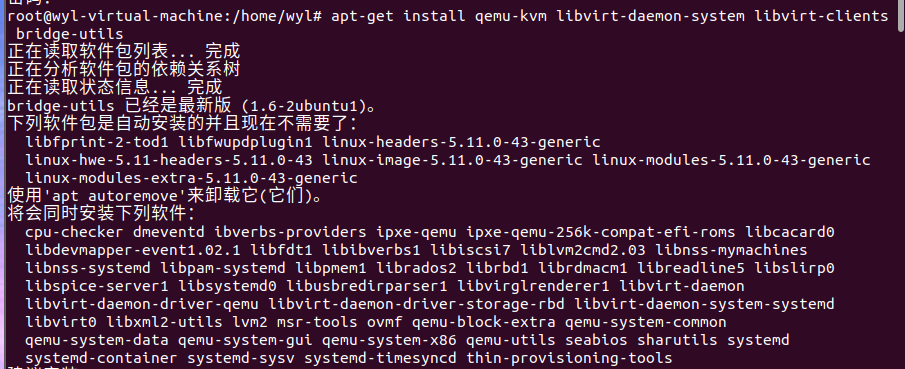 root@wyl-virtual-machine:/home/wyl# apt-get install qemu-kvm libvirt-daemon-system libvirt-clients
bridge-utils
正在读取软件包列表... 完成
正在分析软件包的依赖关系树
正在读取状态信息... 完成
bridge-utils 已经是最新版 (1.6-2ubuntu1)。
下列软件包是自动安装的并且现在不需要了：
libfprint-2-tod1 libfwupdplugin1 linux-headers-5.11.0-43-generic
linux-hwe-5.11-headers-5.11.0-43 linux-image-5.11.0-43-generic linux-modules-5.11.0-43-generic
linux-modules-extra-5.11.0-43-generic
使用'apt autoremove'来卸载它(它们)。
将会同时安装下列软件：
cpu-checker dmeventd ibverbs-providers ipxe-qemu ipxe-qemu-256k-compat-efi-roms libcacard0
libdevmapper-event1.02.1 libfdt1 libibverbs1 libiscsi7 liblvm2cmd2.03 libnss-mymachines
libnss-systemd libpam-systemd libpmem1 librados2 librbd1 librdmacm1 libreadline5 libslirp0
libspice-server1 libsystemd0 libusbredirparser1 libvirglrenderer1 libvirt-daemon
libvirt-daemon-driver-qemu libvirt-daemon-driver-storage-rbd libvirt-daemon-system-systemd
libvirt0 libxml2-utils lvm2 msr-tools ovmf qemu-block-extra qemu-system-common
qemu-system-data qemu-system-gui qemu-system-x86 qemu-utils seabios sharutils systemd
systemd-container systemd-sysv systemd-timesyncd thin-provisioning-tools